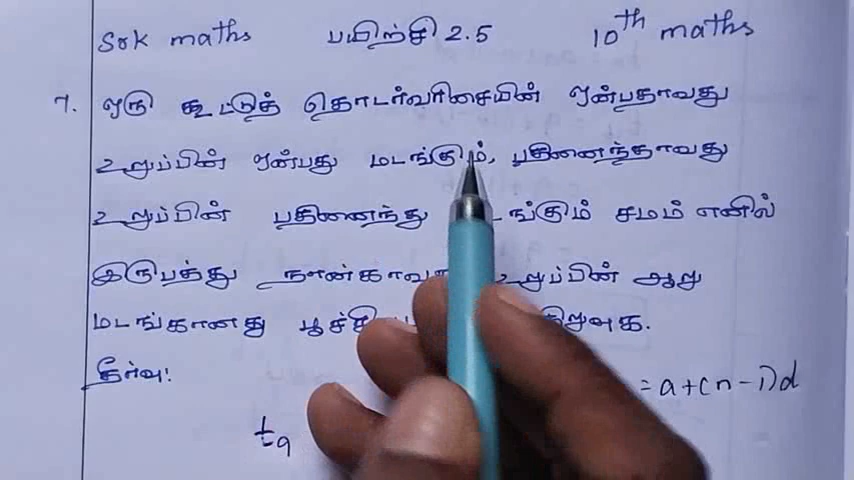 Srk maths பயிற்சி 2.5 10th maths
7. ஒரு கூட்டுத் தொடர்வரிசையின் ஒன்பதாவது
உறுப்பின் ஒன்பது மடங்கும், பதினைந்தாவது
உறுப்பின் பதினைந்து சமம் எனில்
இருபத்து உறுப்பின் ஆறு
மடங்கானது
தீர்வு:
= a+(n-1)d
t9